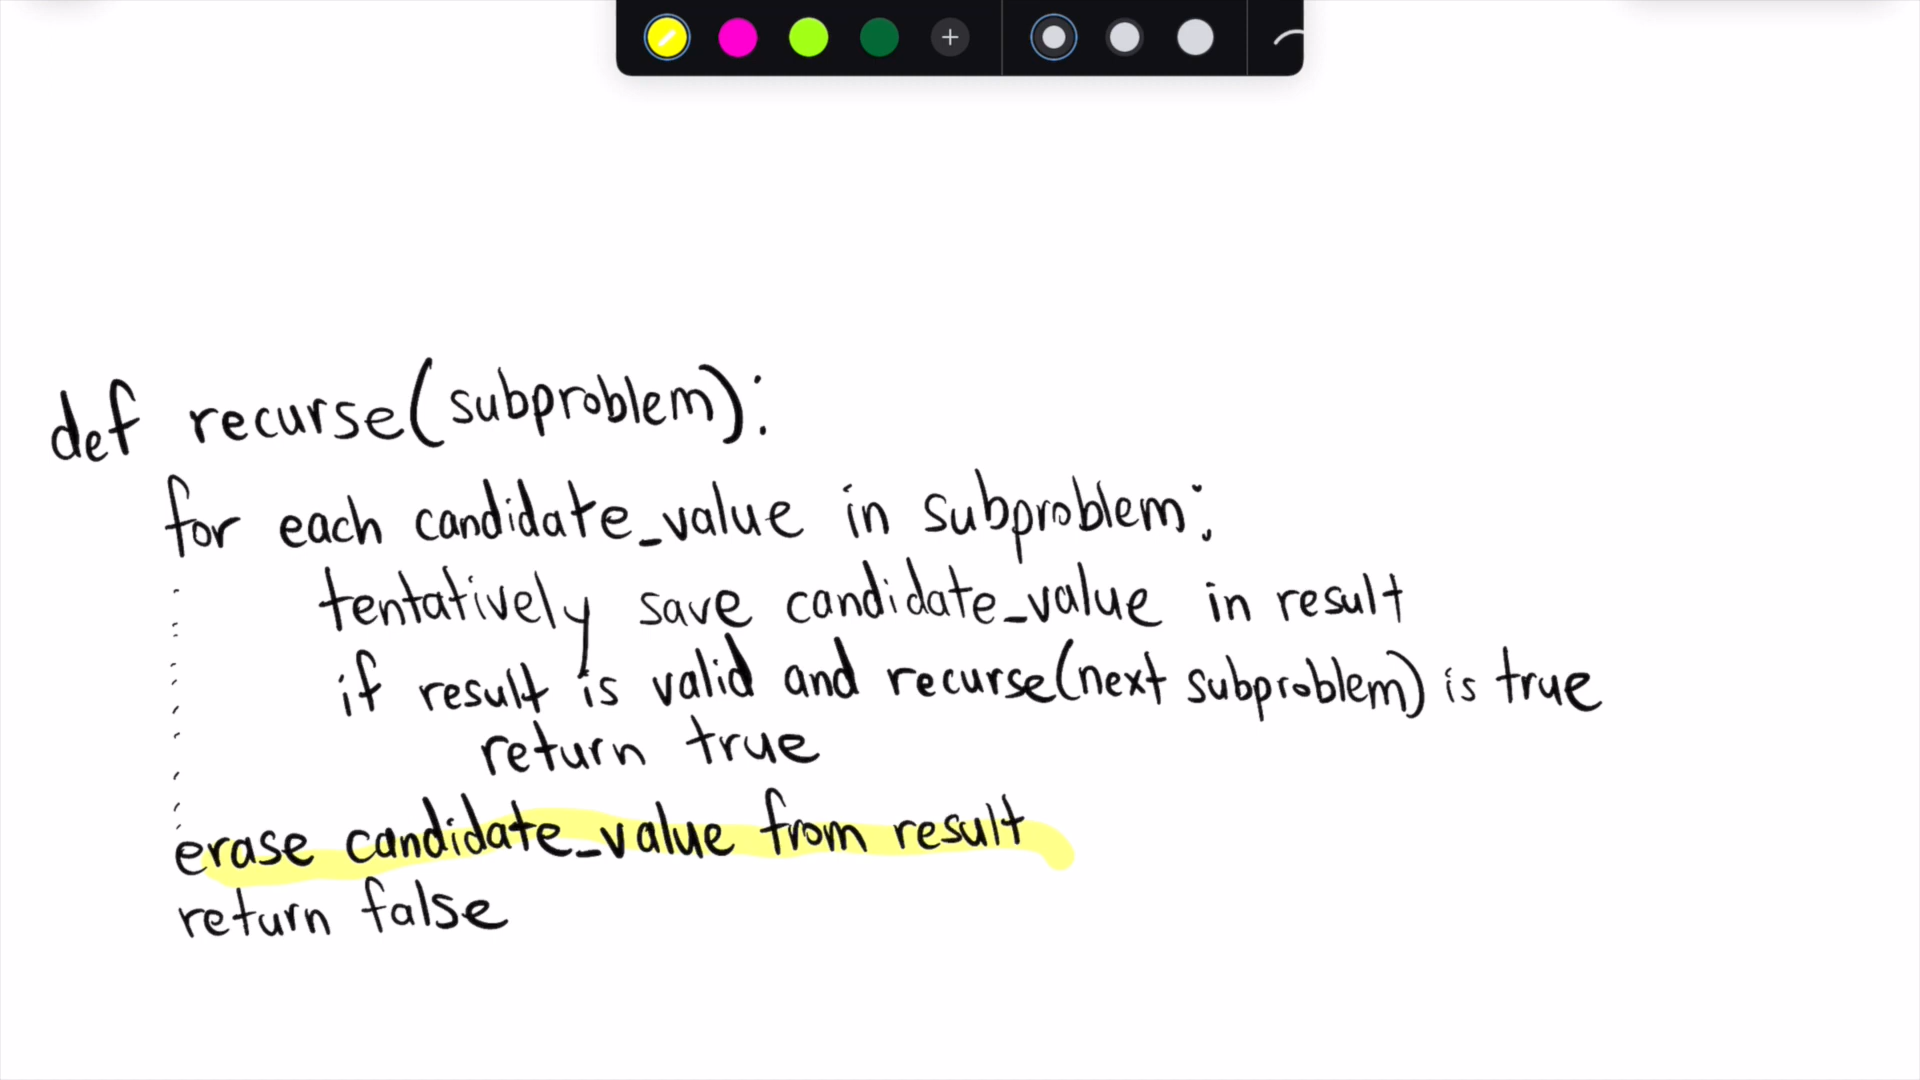 def recurse(subproblem):
for each candidate_value in subproblem:
tentatively save candidate_value in result
if result is valid and recurse(next subproblem) is true
return true
erase candidate_value from result
return false